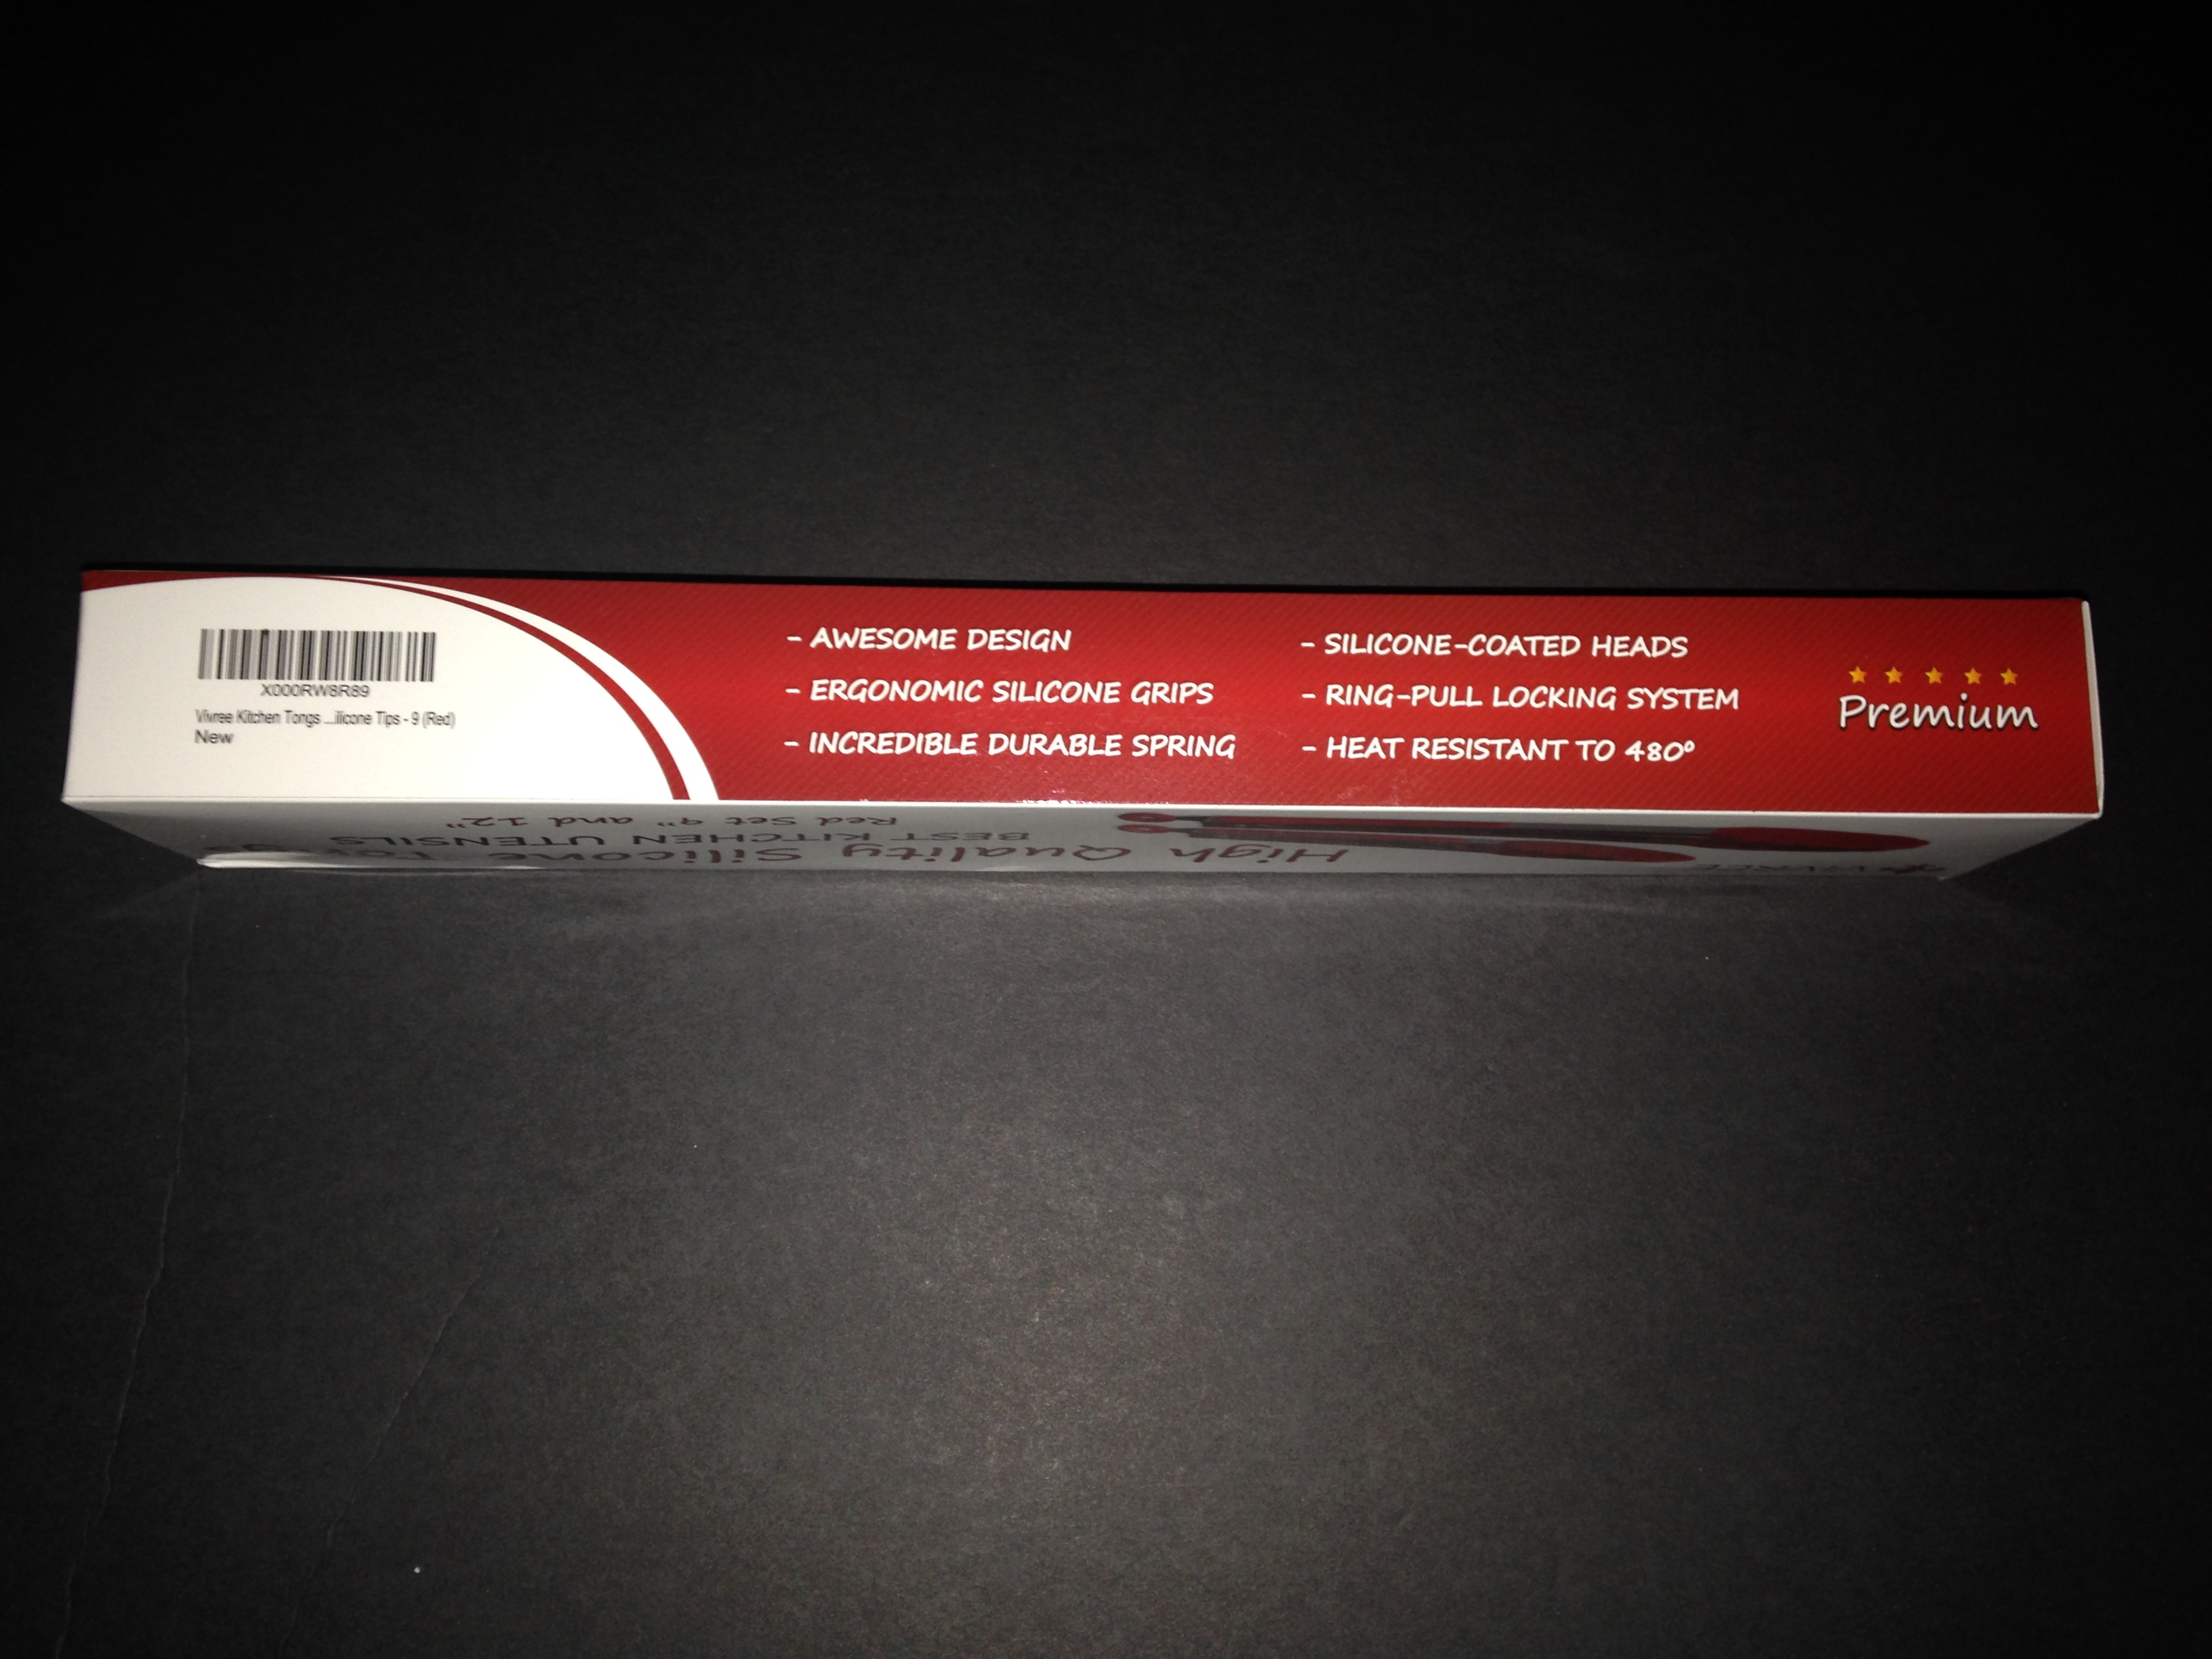 X000RW8R89
Vivree Kitchen Tongs ...ilicone Tips - 9 (Red)
New
- AWESOME DESIGN
- ERGONOMIC SILICONE GRIPS
- INCREDIBLE DURABLE SPRING
- SILICONE-COATED HEADS
- RING-PULL LOCKING SYSTEM
- HEAT RESISTANT TO 480°
Premium
Red Set 9" and 12"
BEST KITCHEN UTENSILS
High Quality Silicone